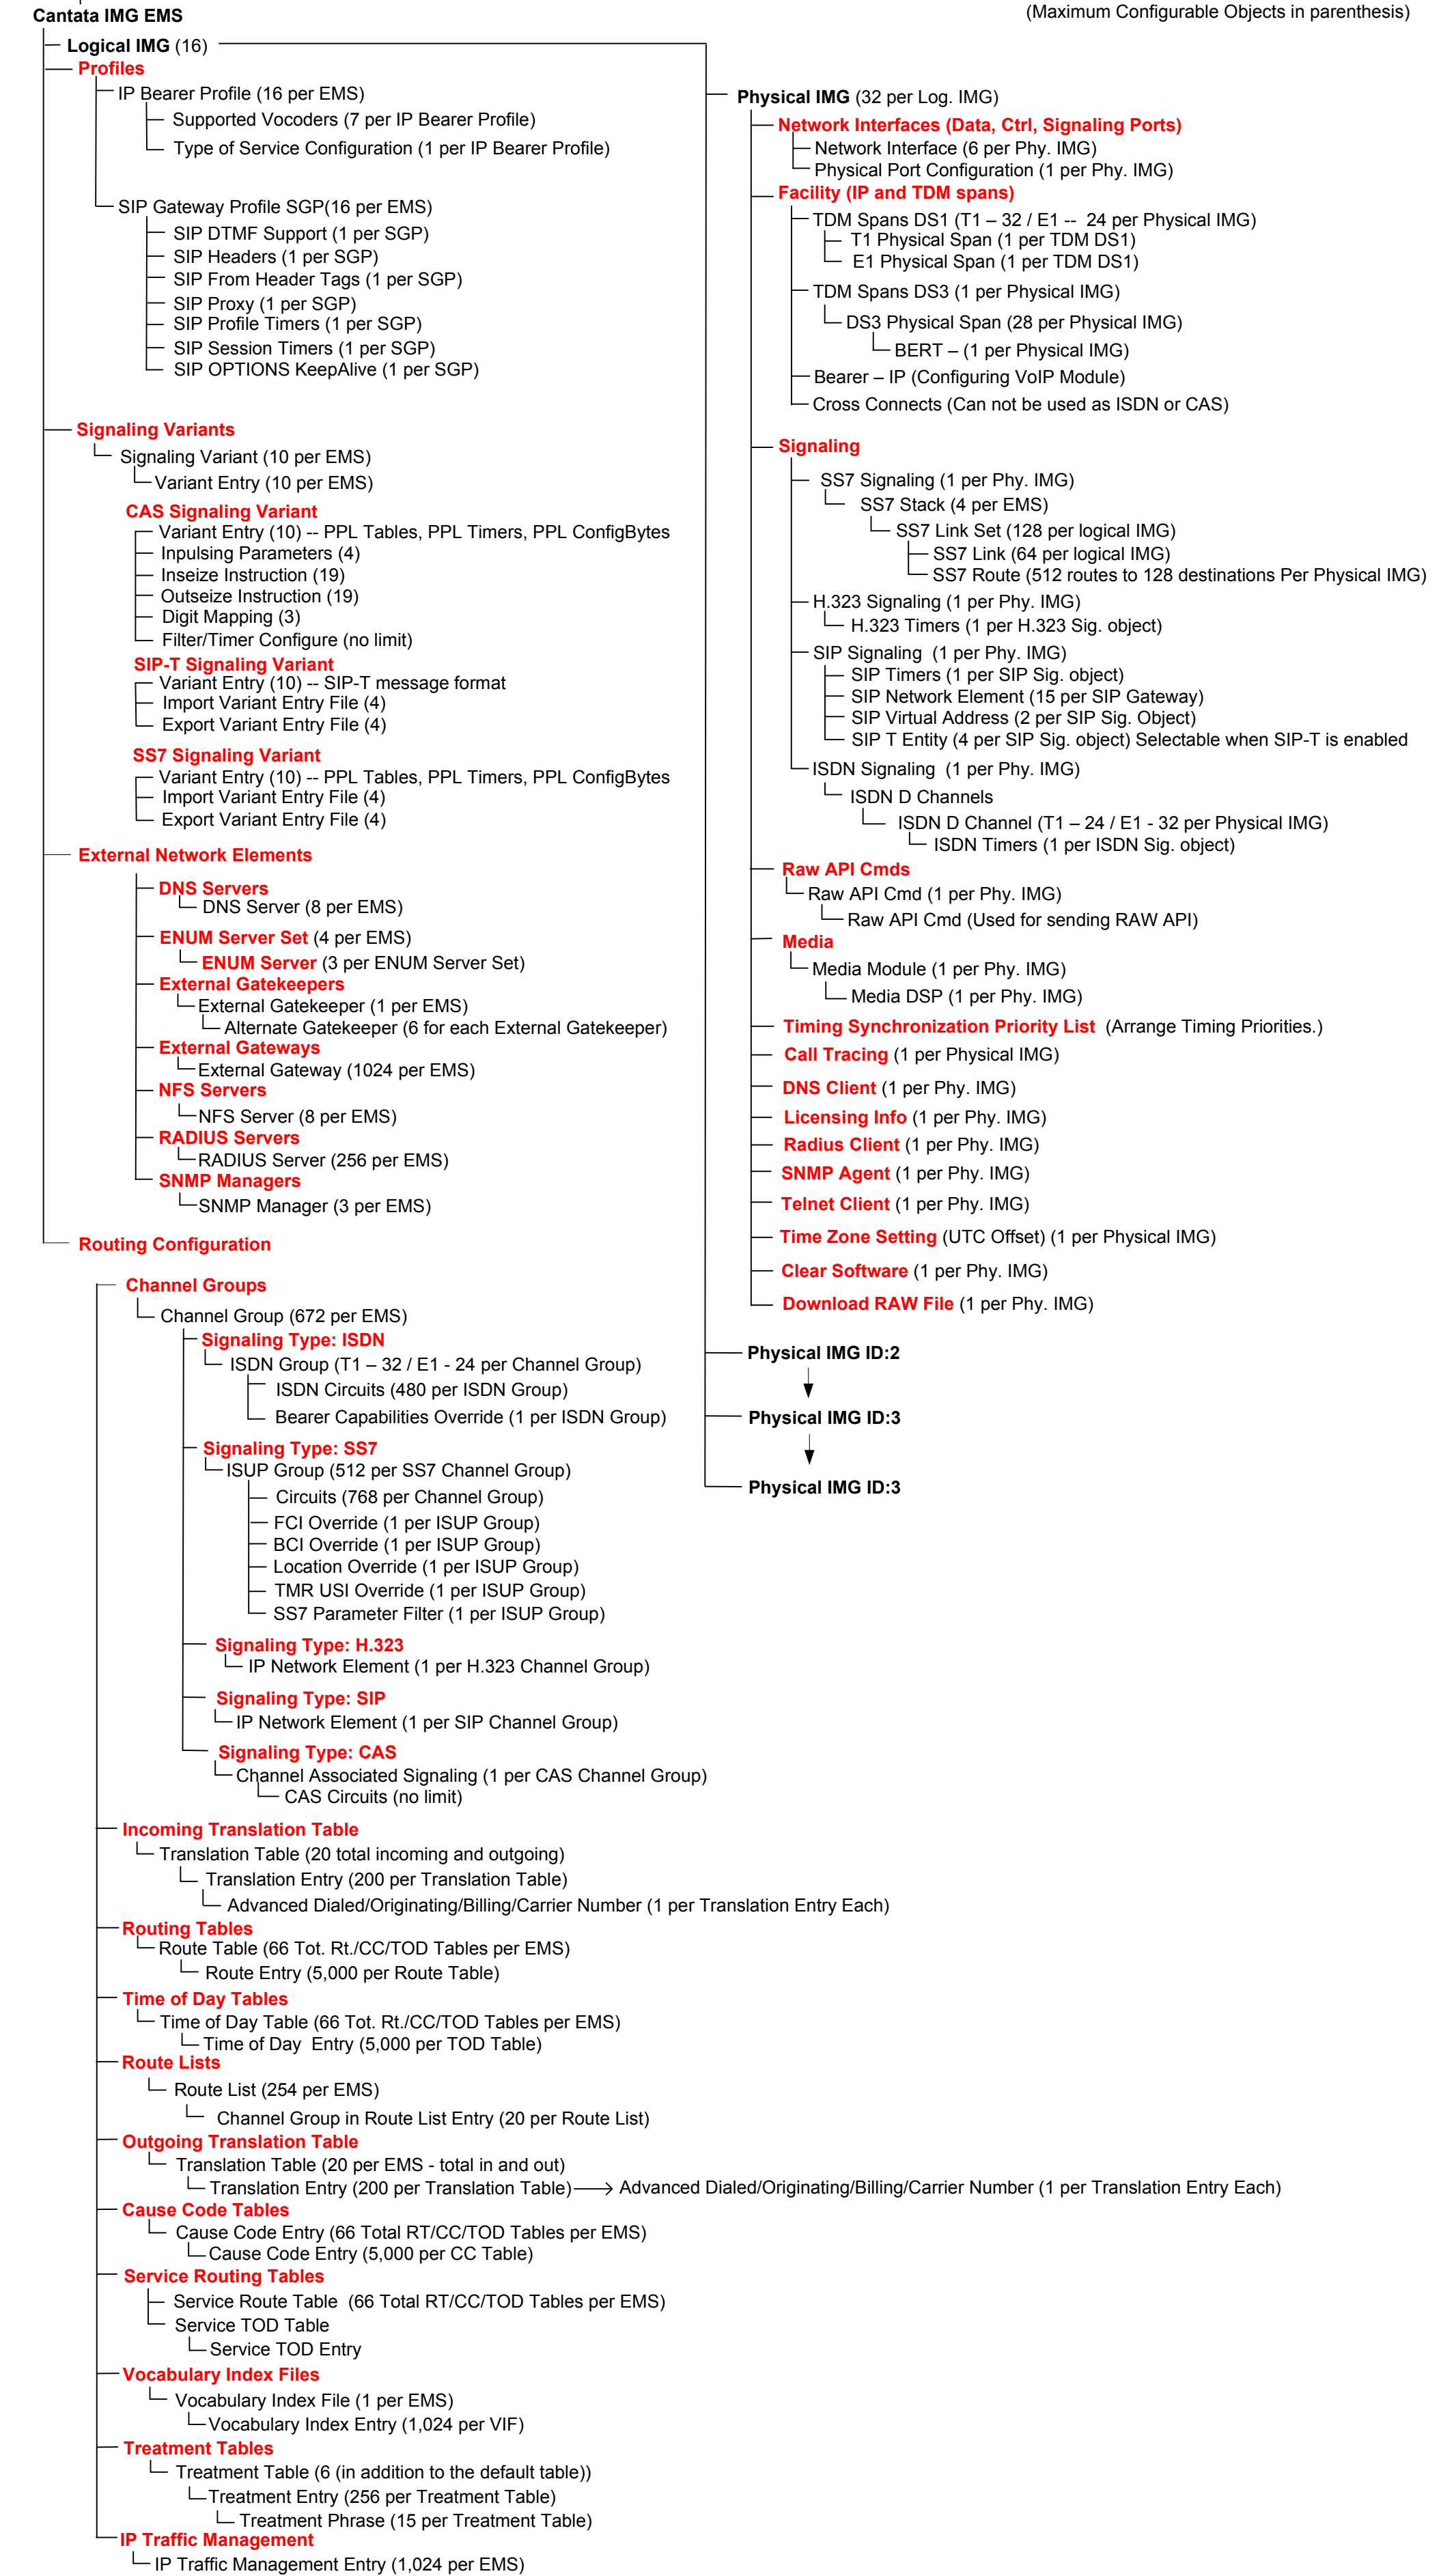 Cantata IMG EMS
(Maximum Configurable Objects in parenthesis)
Logical IMG (16)
Profiles
IP Bearer Profile (16 per EMS)
Supported Vocoders (7 per IP Bearer Profile)
Type of Service Configuration (1 per IP Bearer Profile)
SIP Gateway Profile SGP(16 per EMS)
SIP DTMF Support (1 per SGP)
SIP Headers (1 per SGP)
SIP From Header Tags (1 per SGP)
SIP Proxy (1 per SGP)
SIP Profile Timers (1 per SGP)
SIP Session Timers (1 per SGP)
SIP OPTIONS KeepAlive (1 per SGP)
Signaling Variants
Signaling Variant (10 per EMS)
Variant Entry (10 per EMS)
CAS Signaling Variant
Variant Entry (10) -- PPL Tables, PPL Timers, PPL ConfigBytes
Inpulsing Parameters (4)
Inseize Instruction (19)
Outseize Instruction (19)
Digit Mapping (3)
Filter/Timer Configure (no limit)
SIP-T Signaling Variant
Variant Entry (10) -- SIP-T message format
Import Variant Entry File (4)
Export Variant Entry File (4)
SS7 Signaling Variant
Variant Entry (10) -- PPL Tables, PPL Timers, PPL ConfigBytes
Import Variant Entry File (4)
Export Variant Entry File (4)
External Network Elements
DNS Servers
DNS Server (8 per EMS)
ENUM Server Set (4 per EMS)
ENUM Server (3 per ENUM Server Set)
External Gatekeepers
External Gatekeeper (1 per EMS)
Alternate Gatekeeper (6 for each External Gatekeeper)
External Gateways
External Gateway (1024 per EMS)
NFS Servers
NFS Server (8 per EMS)
RADIUS Servers
RADIUS Server (256 per EMS)
SNMP Managers
SNMP Manager (3 per EMS)
Routing Configuration
Channel Groups
Channel Group (672 per EMS)
Signaling Type: ISDN
ISDN Group (T1 – 32 / E1 - 24 per Channel Group)
ISDN Circuits (480 per ISDN Group)
Bearer Capabilities Override (1 per ISDN Group)
Signaling Type: SS7
ISUP Group (512 per SS7 Channel Group)
Circuits (768 per Channel Group)
FCI Override (1 per ISUP Group)
BCI Override (1 per ISUP Group)
Location Override (1 per ISUP Group)
TMR USI Override (1 per ISUP Group)
SS7 Parameter Filter (1 per ISUP Group)
Signaling Type: H.323
IP Network Element (1 per H.323 Channel Group)
Signaling Type: SIP
IP Network Element (1 per SIP Channel Group)
Signaling Type: CAS
Channel Associated Signaling (1 per CAS Channel Group)
CAS Circuits (no limit)
Incoming Translation Table
Translation Table (20 total incoming and outgoing)
Translation Entry (200 per Translation Table)
Advanced Dialed/Originating/Billing/Carrier Number (1 per Translation Entry Each)
Routing Tables
Route Table (66 Tot. Rt./CC/TOD Tables per EMS)
Route Entry (5,000 per Route Table)
Time of Day Tables
Time of Day Table (66 Tot. Rt./CC/TOD Tables per EMS)
Time of Day Entry (5,000 per TOD Table)
Route Lists
Route List (254 per EMS)
Channel Group in Route List Entry (20 per Route List)
Outgoing Translation Table
Translation Table (20 per EMS - total in and out)
Translation Entry (200 per Translation Table) Advanced Dialed/Originating/Billing/Carrier Number (1 per Translation Entry Each)
Cause Code Tables
Cause Code Entry (66 Total RT/CC/TOD Tables per EMS)
Cause Code Entry (5,000 per CC Table)
Service Routing Tables
Service Route Table (66 Total RT/CC/TOD Tables per EMS)
Service TOD Table
Service TOD Entry
Vocabulary Index Files
Vocabulary Index File (1 per EMS)
Vocabulary Index Entry (1,024 per VIF)
Treatment Tables
Treatment Table (6 (in addition to the default table))
Treatment Entry (256 per Treatment Table)
Treatment Phrase (15 per Treatment Table)
IP Traffic Management
IP Traffic Management Entry (1,024 per EMS)
Physical IMG (32 per Log. IMG)
Network Interfaces (Data, Ctrl, Signaling Ports)
Network Interface (6 per Phy. IMG)
Physical Port Configuration (1 per Phy. IMG)
Facility (IP and TDM spans)
TDM Spans DS1 (T1 – 32 / E1 -- 24 per Physical IMG)
T1 Physical Span (1 per TDM DS1)
E1 Physical Span (1 per TDM DS1)
TDM Spans DS3 (1 per Physical IMG)
DS3 Physical Span (28 per Physical IMG)
BERT – (1 per Physical IMG)
Bearer – IP (Configuring VoIP Module)
Cross Connects (Can not be used as ISDN or CAS)
Signaling
SS7 Signaling (1 per Phy. IMG)
SS7 Stack (4 per EMS)
SS7 Link Set (128 per logical IMG)
SS7 Link (64 per logical IMG)
SS7 Route (512 routes to 128 destinations Per Physical IMG)
H.323 Signaling (1 per Phy. IMG)
H.323 Timers (1 per H.323 Sig. object)
SIP Signaling (1 per Phy. IMG)
SIP Timers (1 per SIP Sig. object)
SIP Network Element (15 per SIP Gateway)
SIP Virtual Address (2 per SIP Sig. Object)
SIP T Entity (4 per SIP Sig. object) Selectable when SIP-T is enabled
ISDN Signaling (1 per Phy. IMG)
ISDN D Channels
ISDN D Channel (T1 – 24 / E1 - 32 per Physical IMG)
ISDN Timers (1 per ISDN Sig. object)
Raw API Cmds
Raw API Cmd (1 per Phy. IMG)
Raw API Cmd (Used for sending RAW API)
Media
Media Module (1 per Phy. IMG)
Media DSP (1 per Phy. IMG)
Timing Synchronization Priority List (Arrange Timing Priorities.)
Call Tracing (1 per Physical IMG)
DNS Client (1 per Phy. IMG)
Licensing Info (1 per Phy. IMG)
Radius Client (1 per Phy. IMG)
SNMP Agent (1 per Phy. IMG)
Telnet Client (1 per Phy. IMG)
Time Zone Setting (UTC Offset) (1 per Physical IMG)
Clear Software (1 per Phy. IMG)
Download RAW File (1 per Phy. IMG)
Physical IMG ID:2
Physical IMG ID:3
Physical IMG ID:3